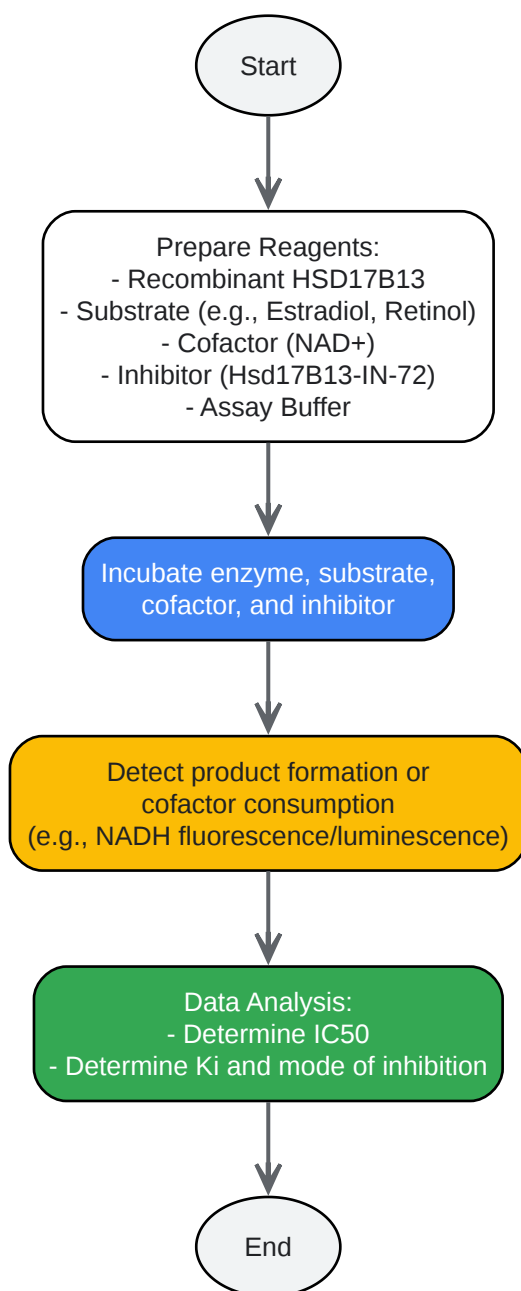 Start
Prepare Reagents:
- Recombinant HSD17B13
- Substrate (e.g., Estradiol, Retinol)
- Cofactor (NAD+)
- Inhibitor (Hsd17B13-IN-72)
- Assay Buffer
Incubate enzyme, substrate,
cofactor, and inhibitor
Detect product formation or
cofactor consumption
(e.g., NADH fluorescence/luminescence)
Data Analysis:
- Determine IC50
- Determine Ki and mode of inhibition
End